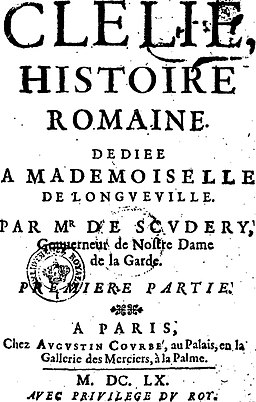 CLELIE,
HISTOIRE
ROMAINE.
DEDIEE
A MADEMOISELLE
DE LONGVEVILLE.
PAR Mr DE SCVDERY,
Gouuerneur de Noſtre Dame
de la Garde.
PREMIERE PARTIE.
A PARIS,
Chez AVGVSTIN COVRBE', au Palais, en la
Gallerie des Merciers, à la Palme.
M. DC. LX.
AVEC PRIVILEGE DV ROY.